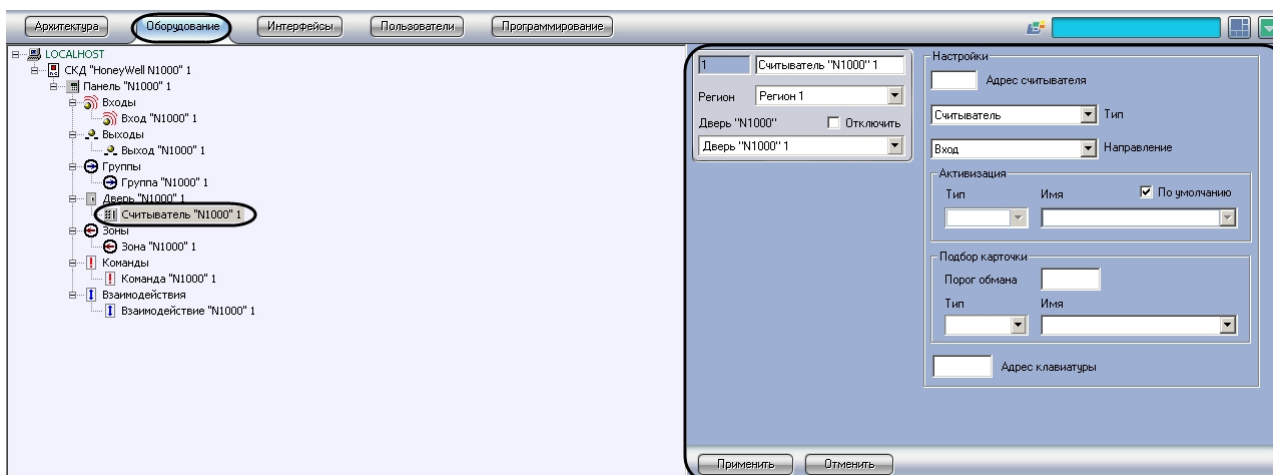 Архитектура Оборудование Интерфейсы Пользователи Программирование
LOCALHOST
СКД "HoneyWell N1000" 1
Панель "N1000" 1
Входы
Вход "N1000" 1
Выходы
Выход "N1000" 1
Группы
Группа "N1000" 1
Дверь "N1000" 1
Считыватель "N1000" 1
Зоны
Зона "N1000" 1
Команды
Команда "N1000" 1
Взаимодействия
Взаимодействие "N1000" 1
1 Считыватель "N1000" 1
Регион Регион 1
Дверь "N1000" Отключить
Дверь "N1000" 1
Настройки
Адрес считывателя
Считыватель Тип
Вход Направление
Активизация
Тип Имя По умолчанию
Подбор карточки
Порог обмана
Тип Имя
Адрес клавиатуры
Применить Отменить